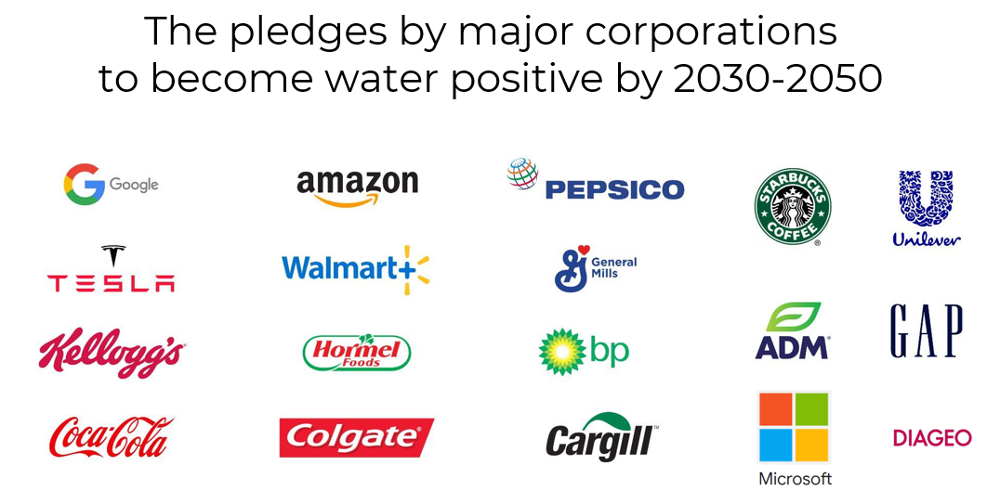 The pledges by major corporations
to become water positive by 2030-2050
Google
amazon
PEPSICO
STARBUCKS
COFFEE
®
Unilever
TESLA
Walmart+
General
Mills
Kellogg's
Hormel
Foods
bp
ADM
GAP
Coca-Cola
Colgate
Cargill
TM
Microsoft
DIAGEO